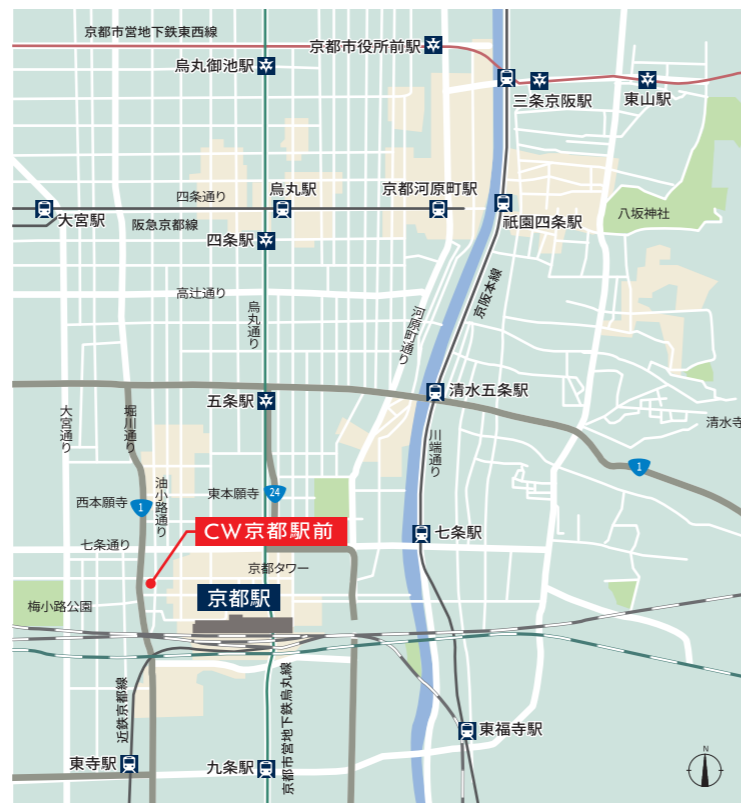 京都市営地下鉄東西線
京都市役所前駅
烏丸御池駅
三条京阪駅
東山駅
四条通り
烏丸駅
京都河原町駅
大宮駅
阪急京都線
祇園四条駅
八坂神社
四条駅
京阪本線
高辻通り
烏丸通り
河原町通り
清水五条駅
五条駅
大宮通り
堀川通り
清水寺
川端通り
1
油小路通り
東本願寺
24
西本願寺
1
CW京都駅前
七条駅
七条通り
京都タワー
京都駅
梅小路公園
近鉄京都線
京都市営地下鉄烏丸線
東福寺駅
東寺駅
九条駅
N